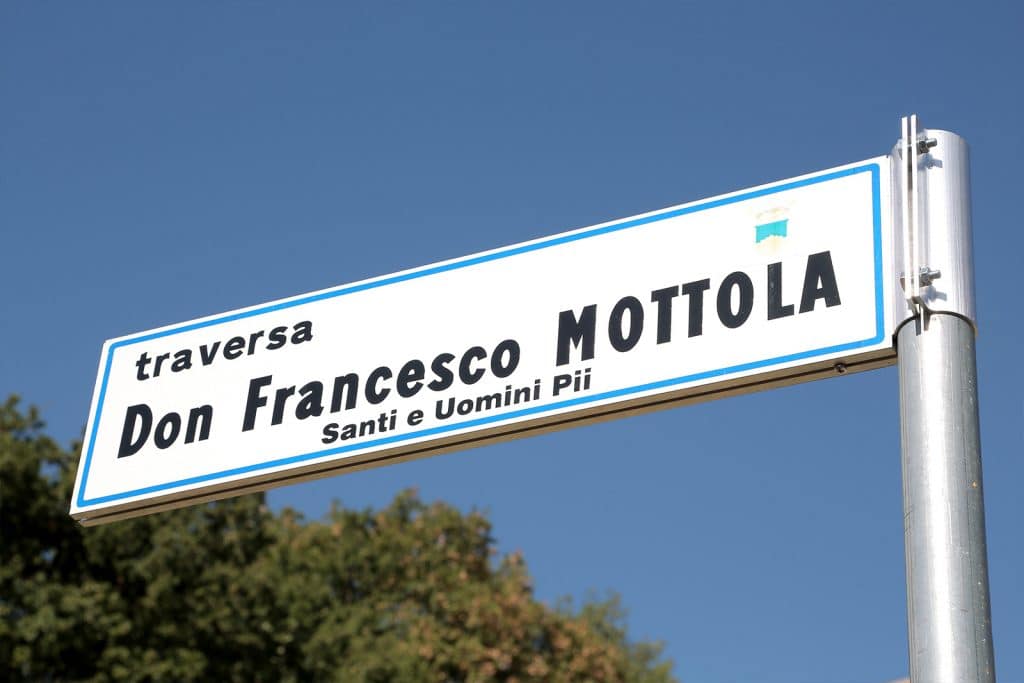 traversa
Don Francesco MOTTOLA
Santi e Uomini Pii